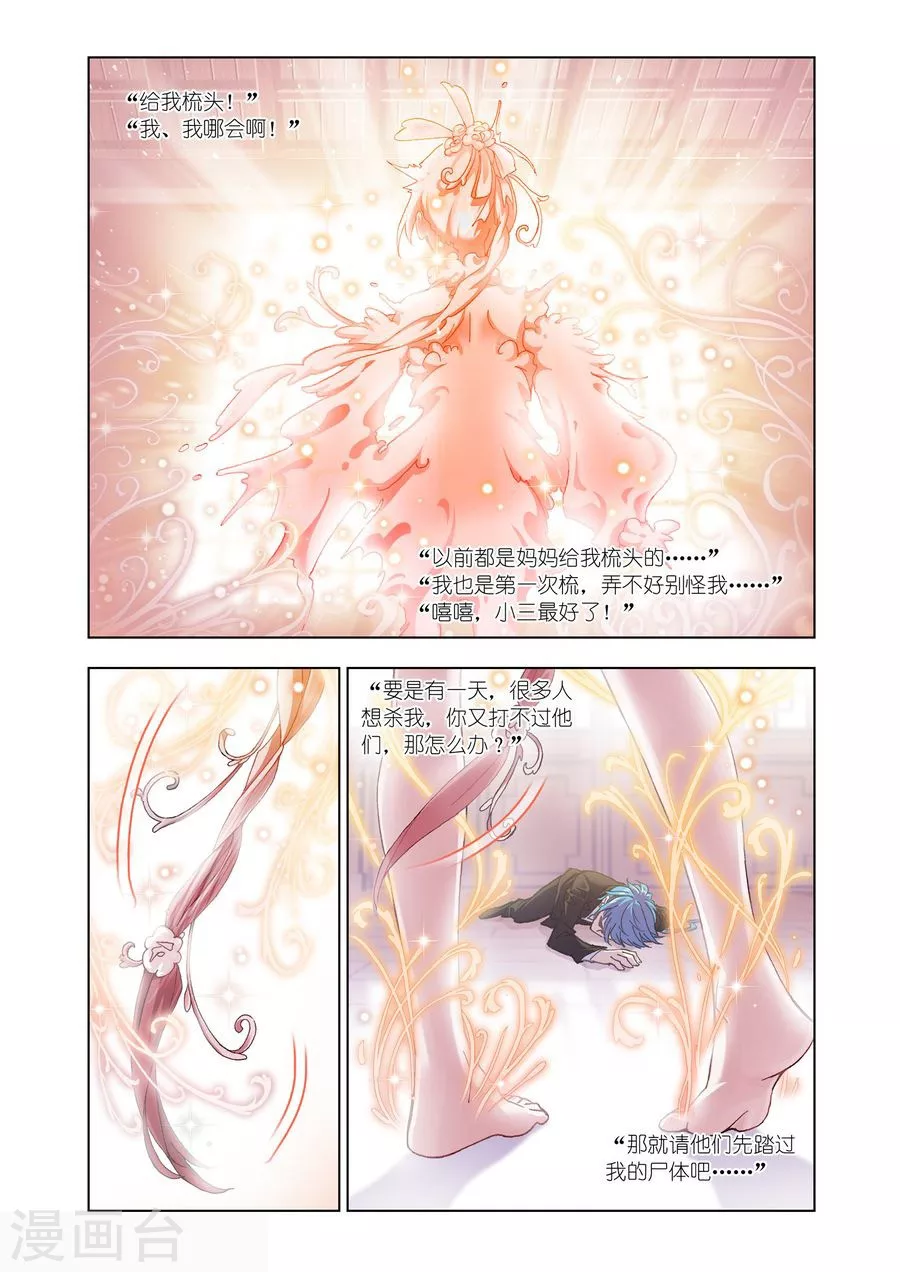 “给我梳头！”
“我、我哪会啊！”
“以前都是妈妈给我梳头的……”
“我也是第一次梳，弄不好别怪我……”
“嘻嘻，小三最好了！”
“要是有一天，很多人
想杀我，你又打不过他
们，那怎么办？”
“那就请他们先踏过
我的尸体吧……”
漫画台